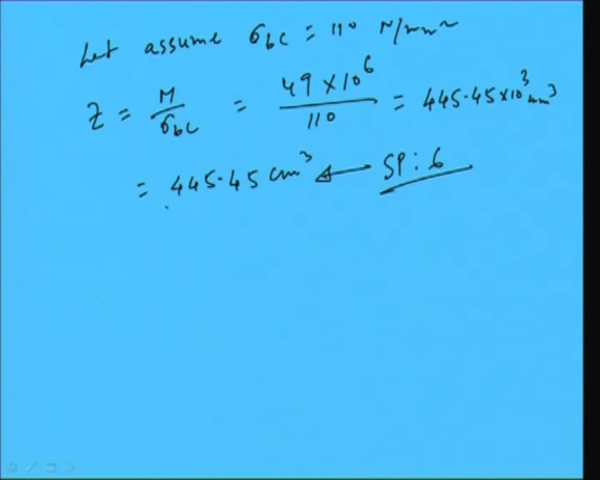 Let assume σbc = 110 N/mm²
Z = M/σbc = 49×10⁶/110 = 445.45×10³ mm³
= 445.45 cm³ ← SP:6